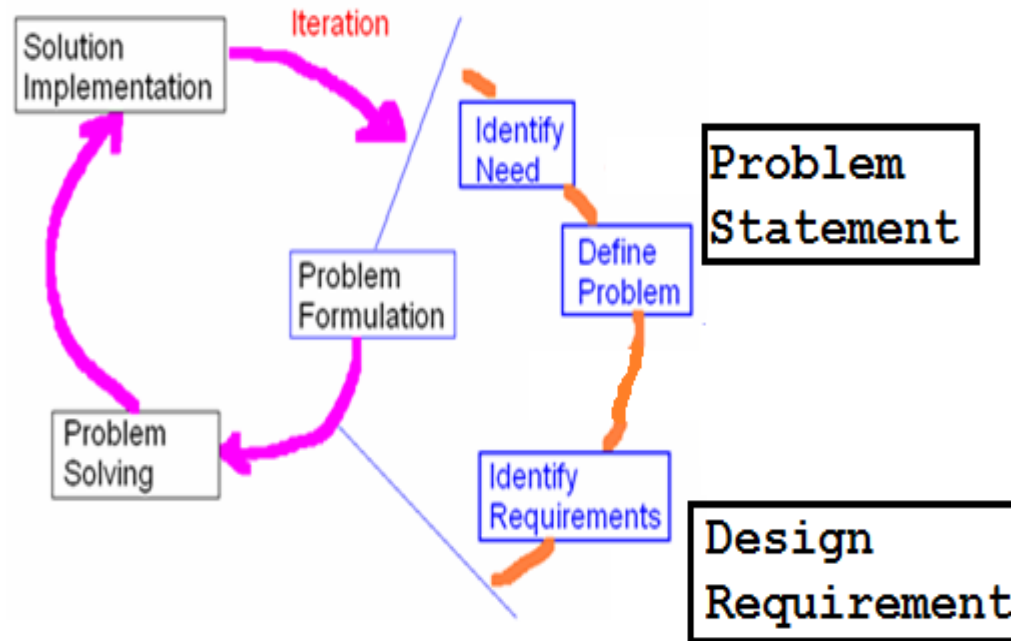 Iteration
Solution
Implementation
Identify
Need
Problem
Statement
Define
Problem
Problem
Formulation
Problem
Solving
Identify
Requirements
Design
Requirement